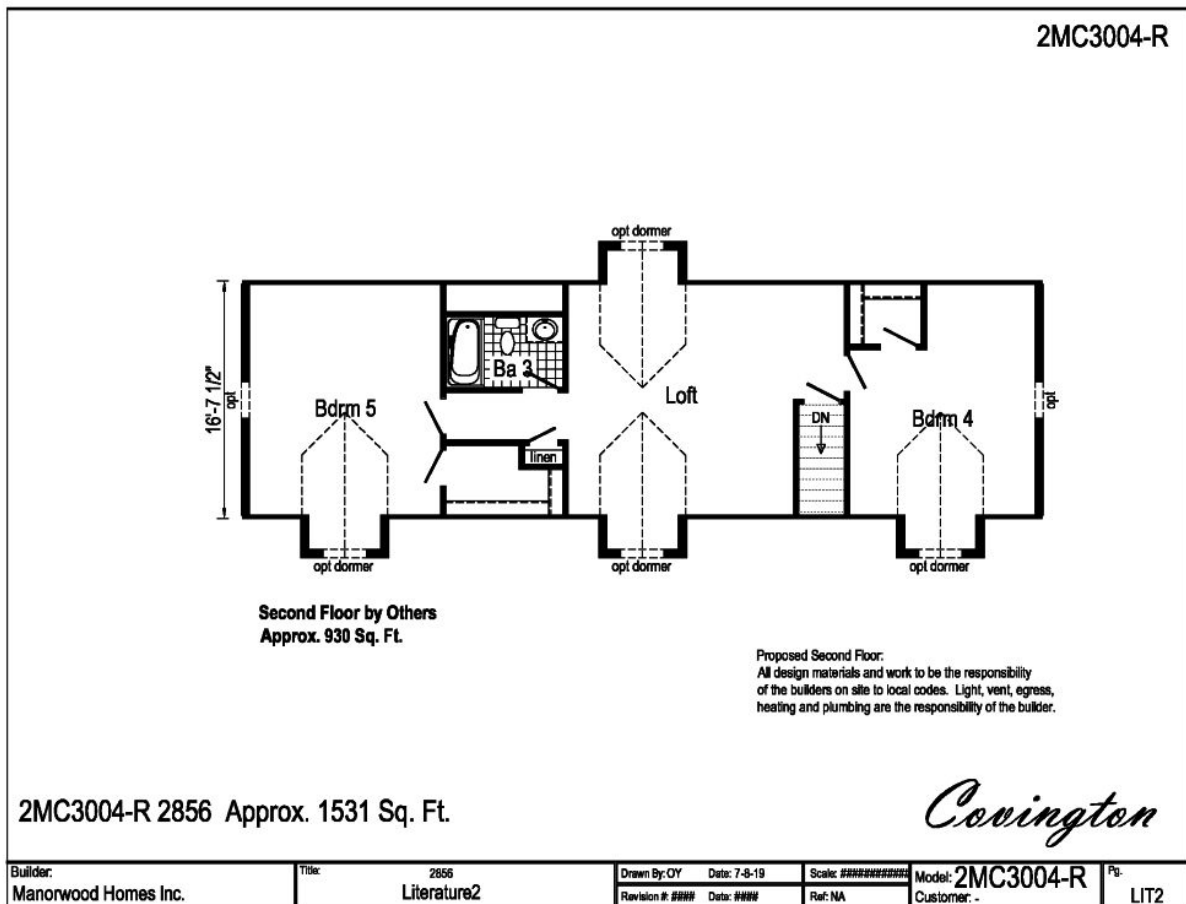 2MC3004-R
opt dormer
16'-7 1/2"
opt
Bdrm 5
Ba 3
linen
Loft
DN
Bdrm 4
opt
opt dormer
opt dormer
opt dormer
Second Floor by Others
Approx. 930 Sq. Ft.
Proposed Second Floor:
All design materials and work to be the responsibility
of the builders on site to local codes. Light, vent, egress,
heating and plumbing are the responsibility of the builder.
2MC3004-R 2856 Approx. 1531 Sq. Ft.
Covington
Builder:
Manorwood Homes Inc.
Title:
2856
Literature2
Drawn By: OY Date: 7-8-19
Revision #: #### Date: ####
Scale: ############
Ref: NA
Model: 2MC3004-R
Customer: -
Pg.
LIT2